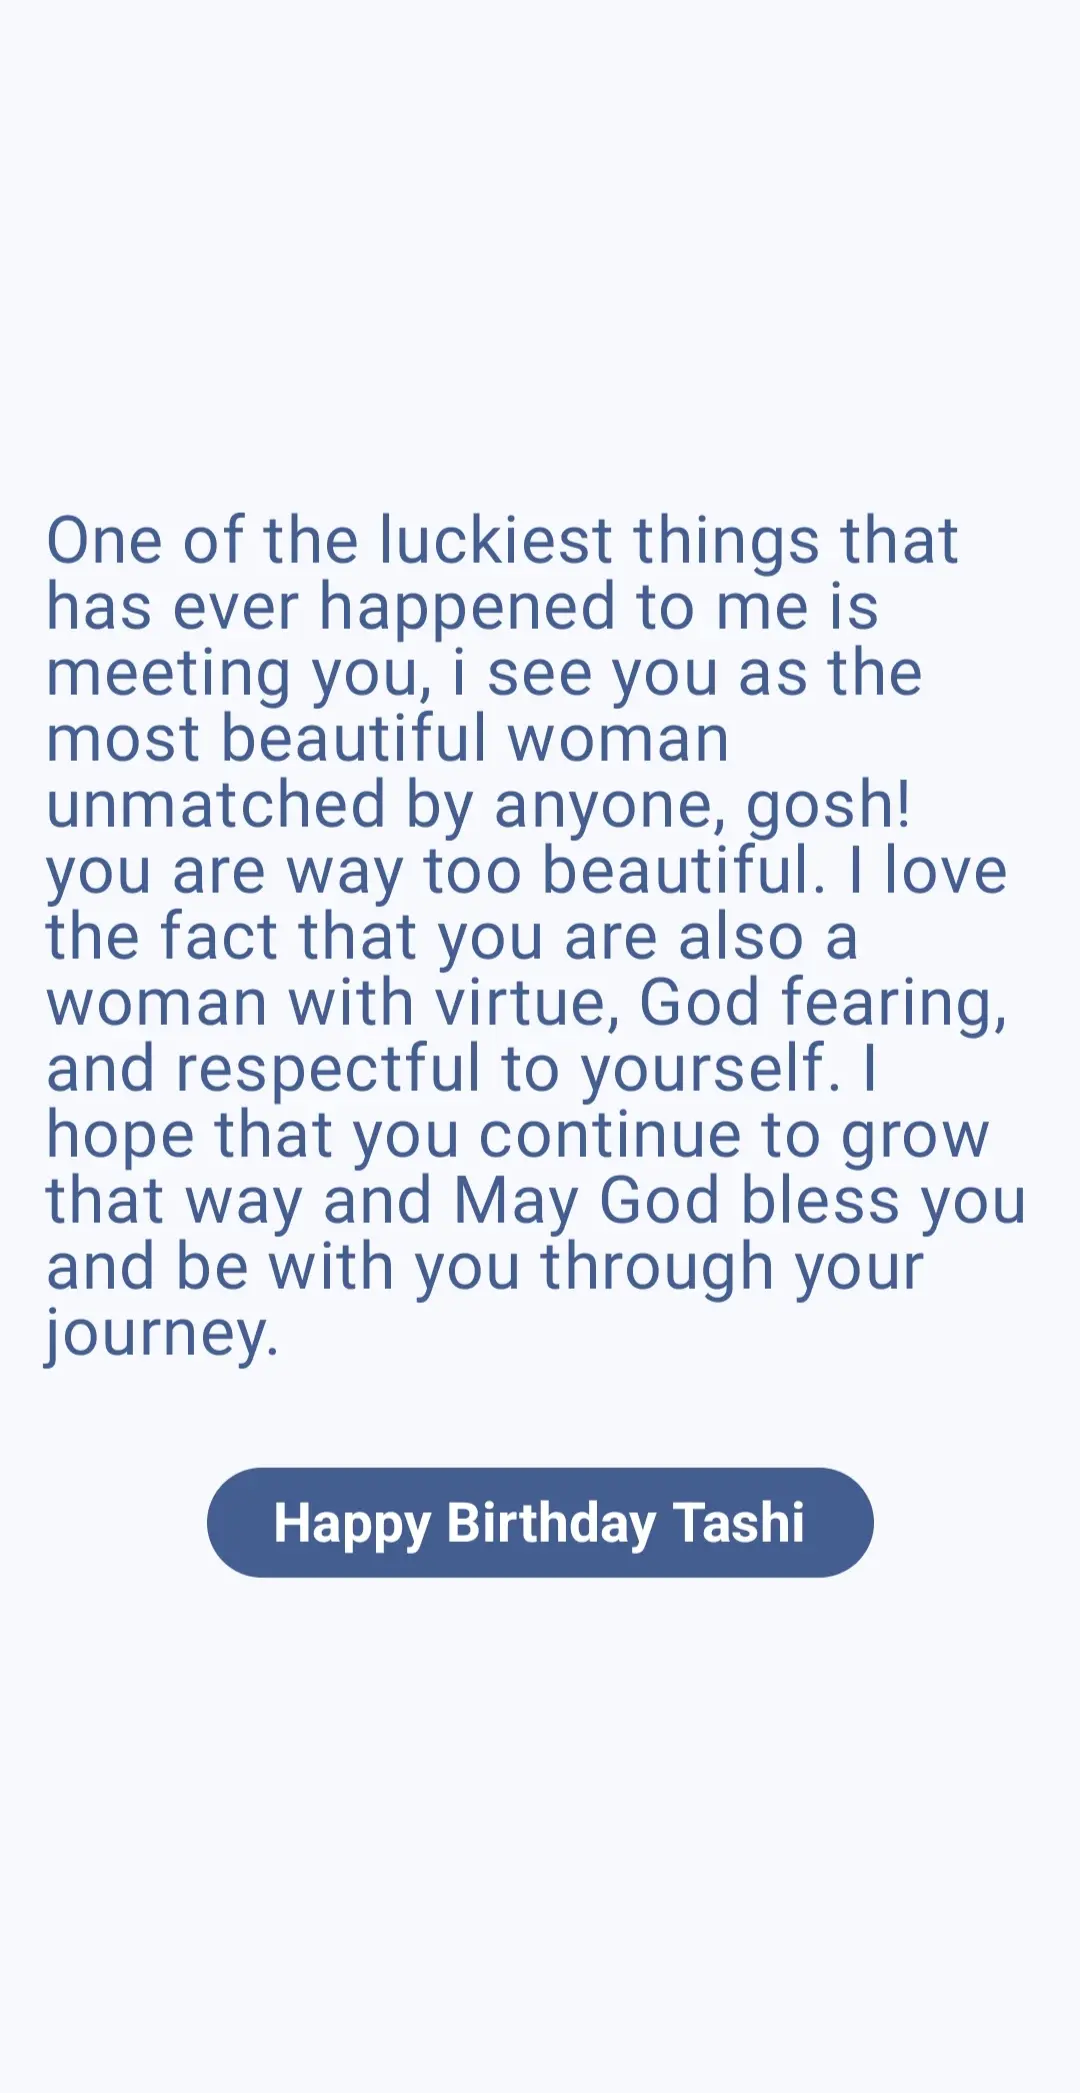 One of the luckiest things that
has ever happened to me is
meeting you, i see you as the
most beautiful woman
unmatched by anyone, gosh!
you are way too beautiful. I love
the fact that you are also a
woman with virtue, God fearing,
and respectful to yourself. I
hope that you continue to grow
that way and May God bless you
and be with you through your
journey.
Happy Birthday Tashi